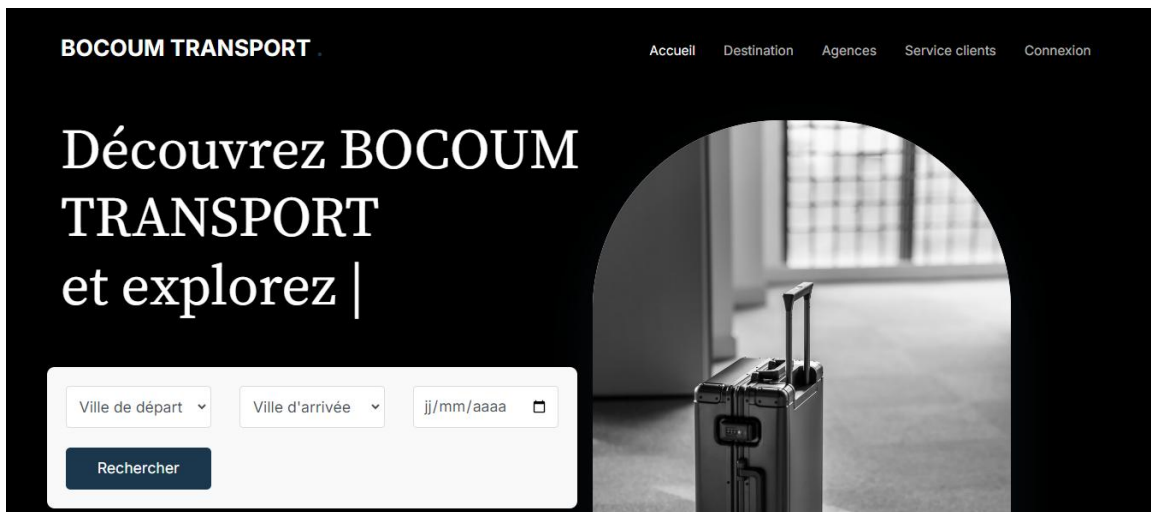 BOCOUM TRANSPORT .
Accueil Destination Agences Service clients Connexion
Découvrez BOCOUM
TRANSPORT
et explorez |
Ville de départ Ville d'arrivée jj/mm/aaaa
Rechercher